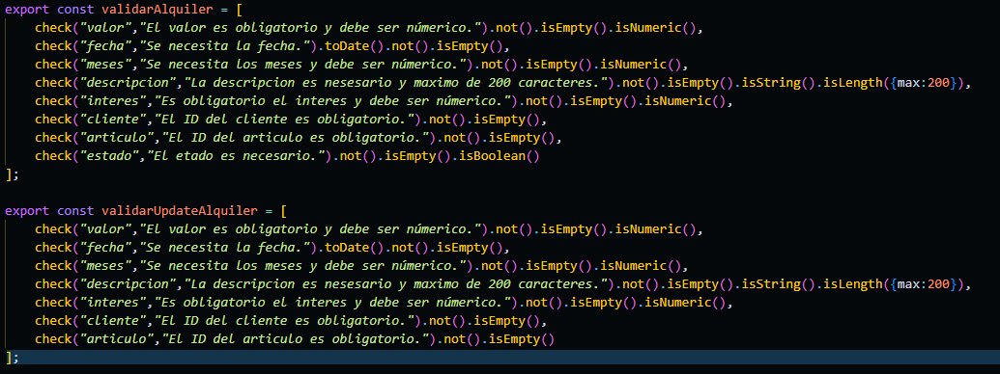 export const validarAlquiler = [
check("valor","El valor es obligatorio y debe ser númerico.").not().isEmpty().isNumeric(),
check("fecha","Se necesita la fecha.").toDate().not().isEmpty(),
check("meses","Se necesita los meses y debe ser númerico.").not().isEmpty().isNumeric(),
check("descripcion","La descripcion es nesesario y maximo de 200 caracteres.").not().isEmpty().isString().isLength({max:200}),
check("interes","Es obligatorio el interes y debe ser númerico.").not().isEmpty().isNumeric(),
check("cliente","El ID del cliente es obligatorio.").not().isEmpty(),
check("articulo","El ID del articulo es obligatorio.").not().isEmpty(),
check("estado","El etado es necesario.").not().isEmpty().isBoolean()
];
export const validarUpdateAlquiler = [
check("valor","El valor es obligatorio y debe ser númerico.").not().isEmpty().isNumeric(),
check("fecha","Se necesita la fecha.").toDate().not().isEmpty(),
check("meses","Se necesita los meses y debe ser númerico.").not().isEmpty().isNumeric(),
check("descripcion","La descripcion es nesesario y maximo de 200 caracteres.").not().isEmpty().isString().isLength({max:200}),
check("interes","Es obligatorio el interes y debe ser númerico.").not().isEmpty().isNumeric(),
check("cliente","El ID del cliente es obligatorio.").not().isEmpty(),
check("articulo","El ID del articulo es obligatorio.").not().isEmpty()
];